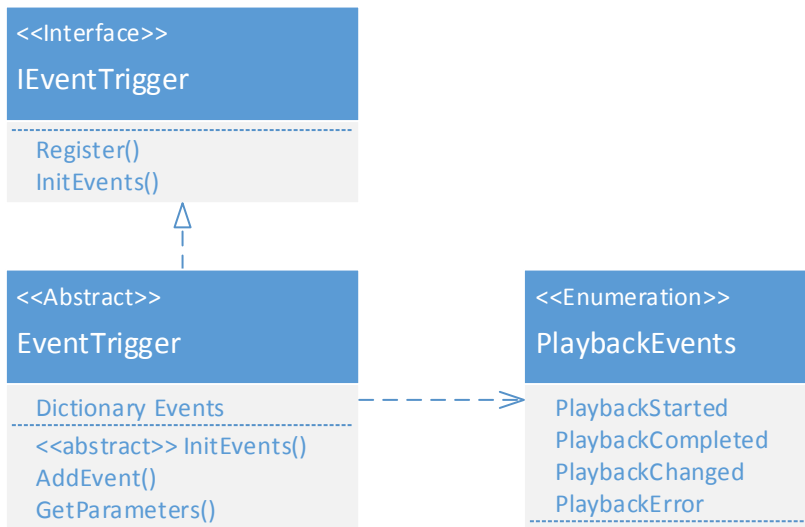 <<Interface>>
IEventTrigger
Register()
InitEvents()
<<Abstract>>
EventTrigger
Dictionary Events
<<abstract>> InitEvents()
AddEvent()
GetParameters()
<<Enumeration>>
PlaybackEvents
PlaybackStarted
PlaybackCompleted
PlaybackChanged
PlaybackError